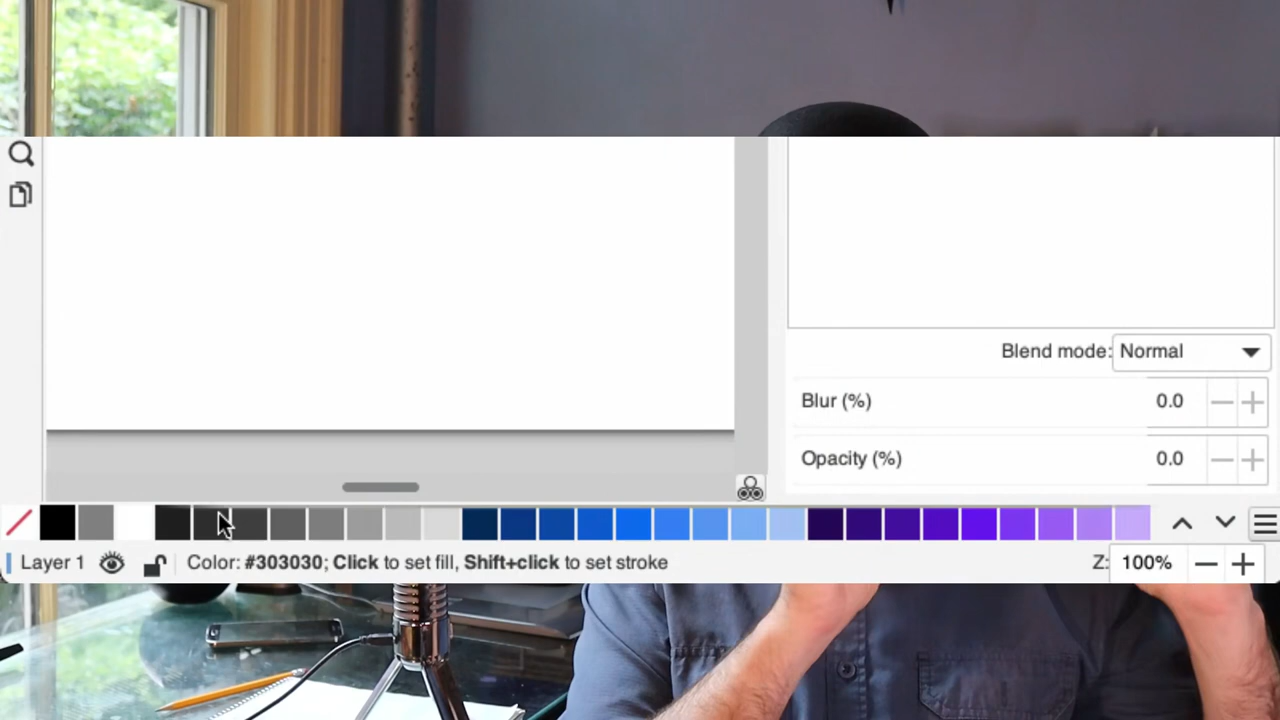 Blend mode: Normal
Blur (%) 0.0
Opacity (%) 0.0
Layer 1 Color: #303030; Click to set fill, Shift+click to set stroke Z: 100%